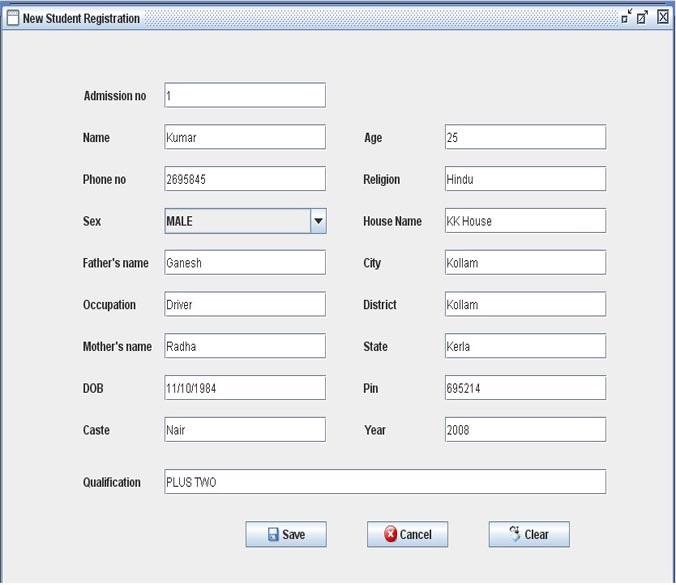 New Student Registration
Admission no 1
Name Kumar Age 25
Phone no 2695845 Religion Hindu
Sex MALE House Name KK House
Father's name Ganesh City Kollam
Occupation Driver District Kollam
Mother's name Radha State Kerla
DOB 11/10/1984 Pin 695214
Caste Nair Year 2008
Qualification PLUS TWO
Save Cancel Clear